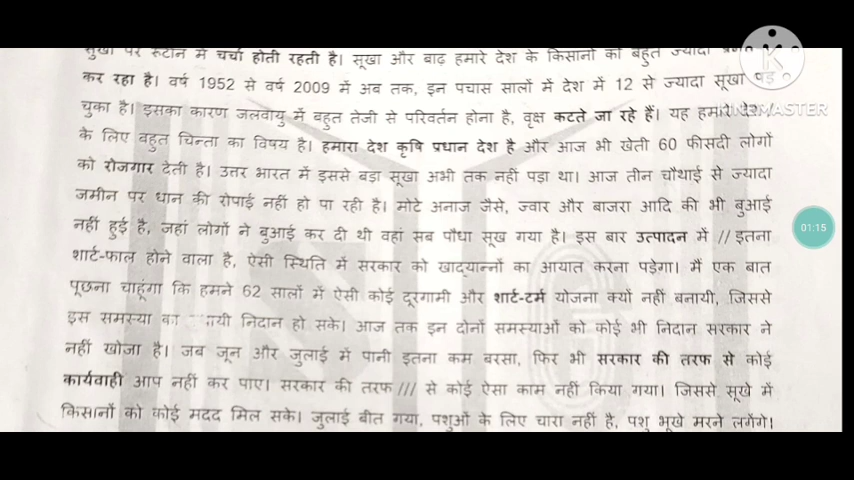 सुखा पर रूटीन में चर्चा होती रहती है। सूखा और बाढ़ हमारे देश के किसानों को बहुत ज्यादा
कर रहा है। वर्ष 1952 से वर्ष 2009 में अब तक, इन पचास सालों में देश में 12 से ज्यादा सूखा पड़
चुका है। इसका कारण जलवायु में बहुत तेजी से परिवर्तन होना है, वृक्ष कटते जा रहे हैं। यह हमारे देश
के लिए बहुत चिन्ता का विषय है। हमारा देश कृषि प्रधान देश है और आज भी खेती 60 फीसदी लोगों
को रोजगार देती है। उत्तर भारत में इससे बड़ा सूखा अभी तक नहीं पड़ा था। आज तीन चौथाई से ज्यादा
जमीन पर धान की रोपाई नहीं हो पा रही है। मोटे अनाज जैसे, ज्वार और बाजरा आदि की भी बुआई
नहीं हुई है, जहां लोगों ने बुआई कर दी थी वहां सब पौधा सूख गया है। इस बार उत्पादन में // इतना
शार्ट-फाल होने वाला है, ऐसी स्थिति में सरकार को खाद्यान्नों का आयात करना पड़ेगा। मैं एक बात
पूछना चाहूंगा कि हमने 62 सालों में ऐसी कोई दूरगामी और शार्ट-टर्म योजना क्यों नहीं बनायी, जिससे
इस समस्या का निदान हो सके। आज तक इन दोनों समस्याओं को कोई भी निदान सरकार ने
नहीं खोजा है। जब जून और जुलाई में पानी इतना कम बरसा, फिर भी सरकार की तरफ से कोई
कार्यवाही आप नहीं कर पाए। सरकार की तरफ /// से कोई ऐसा काम नहीं किया गया। जिससे सूखे में
किसानों को कोई मदद मिल सके। जुलाई बीत गया, पशुओं के लिए चारा नहीं है, पशु भूखे मरने लगेंगे।
01:15